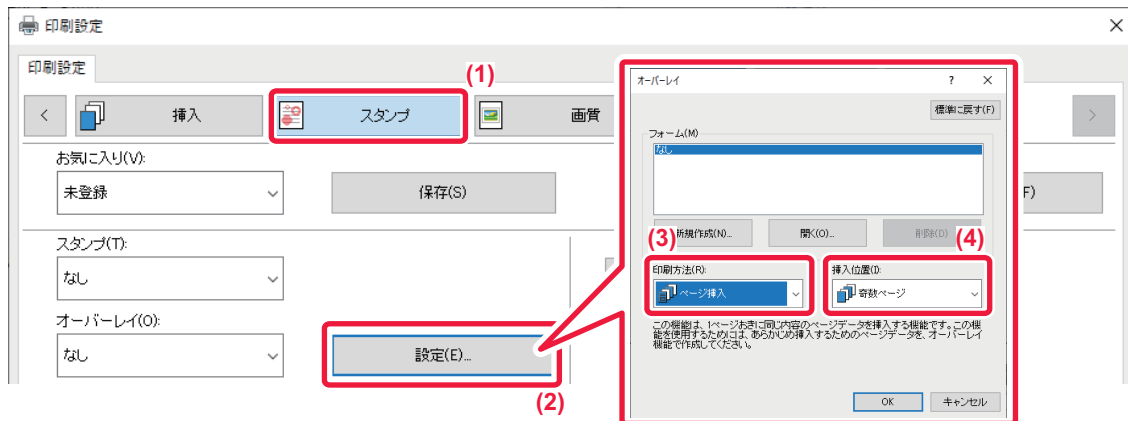 印刷設定
印刷設定
(1)
挿入
スタンプ
画質
お気に入り(V):
未登録
保存(S)
F)
スタンプ(T):
なし
オーバーレイ(O):
なし
設定(E)...
(2)
オーバーレイ
標準に戻す(F)
フォーム(M)
なし
新規作成(N)...
開く(O)...
削除(D)
(3)
(4)
印刷方法(R):
挿入位置(I):
ページ挿入
奇数ページ
この機能は、1ページおきに同じ内容のページデータを挿入する機能です。この機
能を使用するためには、あらかじめ挿入するためのページデータを、オーバーレイ
機能で作成してください。
OK
キャンセル